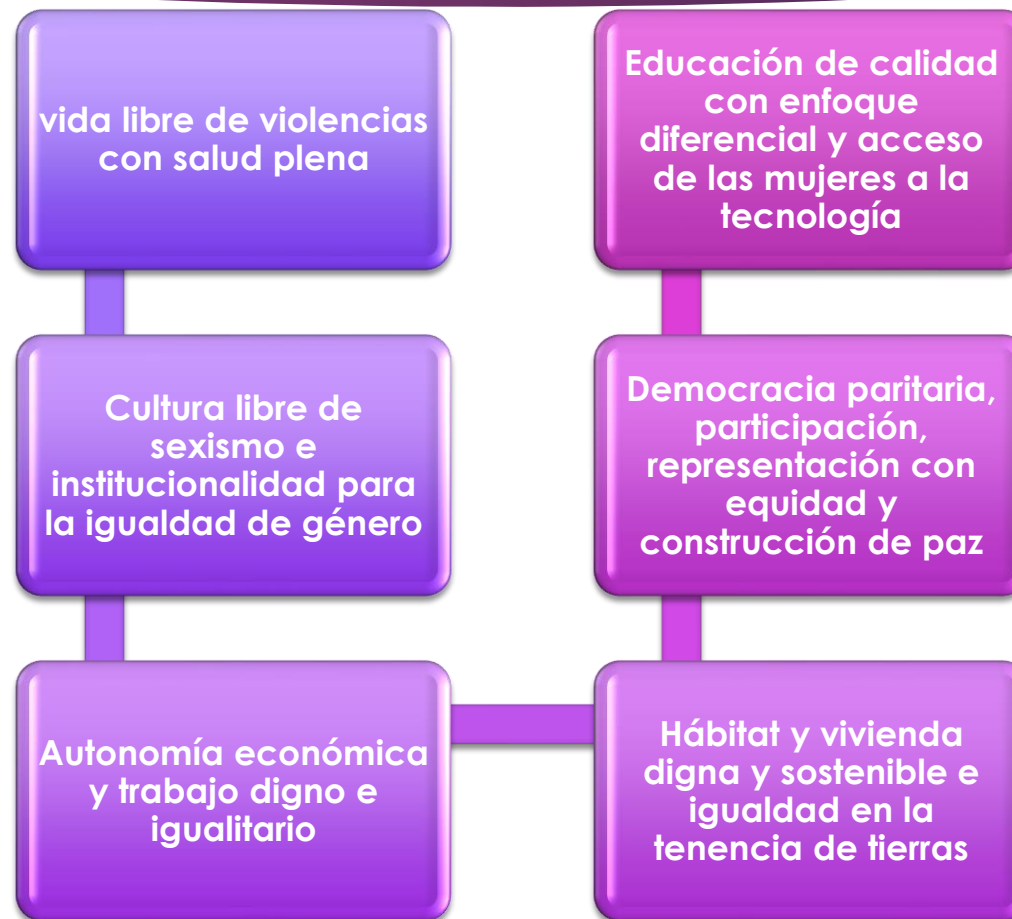 vida libre de violencias
con salud plena
Cultura libre de
sexismo e
institucionalidad para
la igualdad de género
Autonomía económica
y trabajo digno e
igualitario
Hábitat y vivienda
digna y sostenible e
igualdad en la
tenencia de tierras
Democracia paritaria,
participación,
representación con
equidad y
construcción de paz
Educación de calidad
con enfoque
diferencial y acceso
de las mujeres a la
tecnología